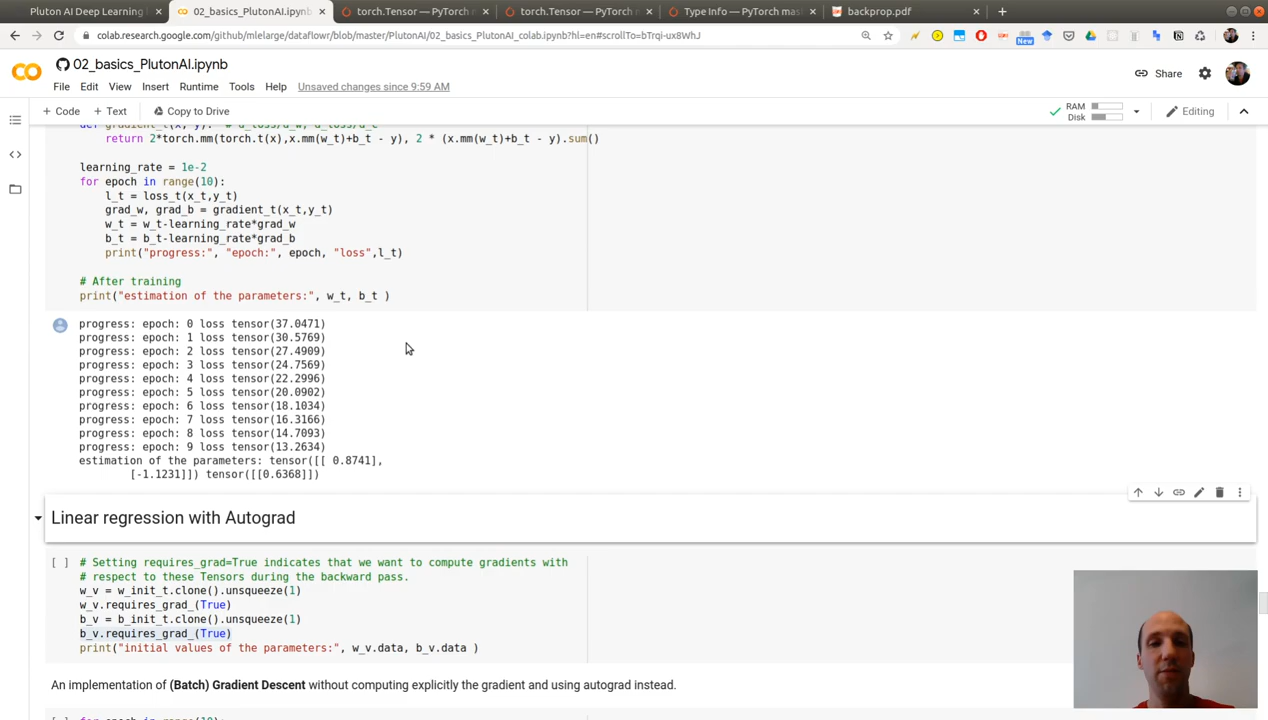 Pluton AI Deep Learning
02_basics_PlutonAI.ipynb
torch.Tensor — PyTorch
torch.Tensor — PyTorch
Type Info — PyTorch mas
backprop.pdf
colab.research.google.com/github/mlelarge/dataflowr/blob/master/PlutonAI/02_basics_PlutonAI_colab.ipynb?hl=en#scrollTo=bTrqi-ux8WhJ
New
02_basics_PlutonAI.ipynb
Share
File Edit View Insert Runtime Tools Help Unsaved changes since 9:59 AM
+ Code + Text Copy to Drive
RAM
Disk
Editing
return 2*torch.mm(torch.t(x),x.mm(w_t)+b_t - y), 2 * (x.mm(w_t)+b_t - y).sum()
learning_rate = 1e-2
for epoch in range(10):
l_t = loss_t(x_t,y_t)
grad_w, grad_b = gradient_t(x_t,y_t)
w_t = w_t-learning_rate*grad_w
b_t = b_t-learning_rate*grad_b
print("progress:", "epoch:", epoch, "loss",l_t)
# After training
print("estimation of the parameters:", w_t, b_t )
progress: epoch: 0 loss tensor(37.0471)
progress: epoch: 1 loss tensor(30.5769)
progress: epoch: 2 loss tensor(27.4909)
progress: epoch: 3 loss tensor(24.7569)
progress: epoch: 4 loss tensor(22.2996)
progress: epoch: 5 loss tensor(20.0902)
progress: epoch: 6 loss tensor(18.1034)
progress: epoch: 7 loss tensor(16.3166)
progress: epoch: 8 loss tensor(14.7093)
progress: epoch: 9 loss tensor(13.2634)
estimation of the parameters: tensor([[ 0.8741],
[-1.1231]]) tensor([[0.6368]])
Linear regression with Autograd
[ ] # Setting requires_grad=True indicates that we want to compute gradients with
# respect to these Tensors during the backward pass.
w_v = w_init_t.clone().unsqueeze(1)
w_v.requires_grad_(True)
b_v = b_init_t.clone().unsqueeze(1)
b_v.requires_grad_(True)
print("initial values of the parameters:", w_v.data, b_v.data )
An implementation of (Batch) Gradient Descent without computing explicitly the gradient and using autograd instead.
[ ] for epoch in range(10):